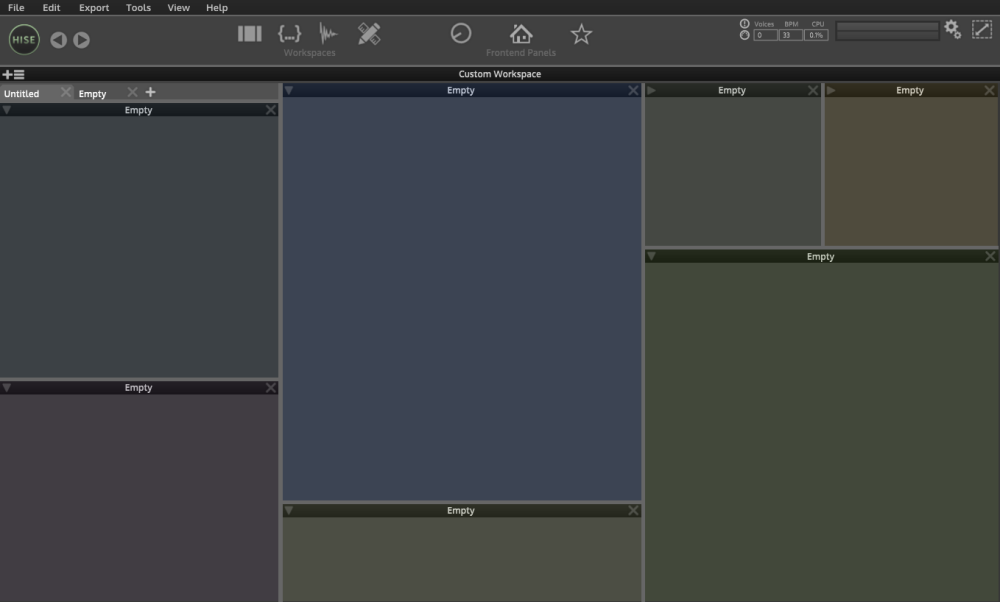 File Edit Export Tools View Help
HISE
Workspaces
Frontend Panels
Voices BPM CPU
0 33 0.1%
Custom Workspace
Untitled Empty
Empty
Empty
Empty
Empty
Empty
Empty
Empty